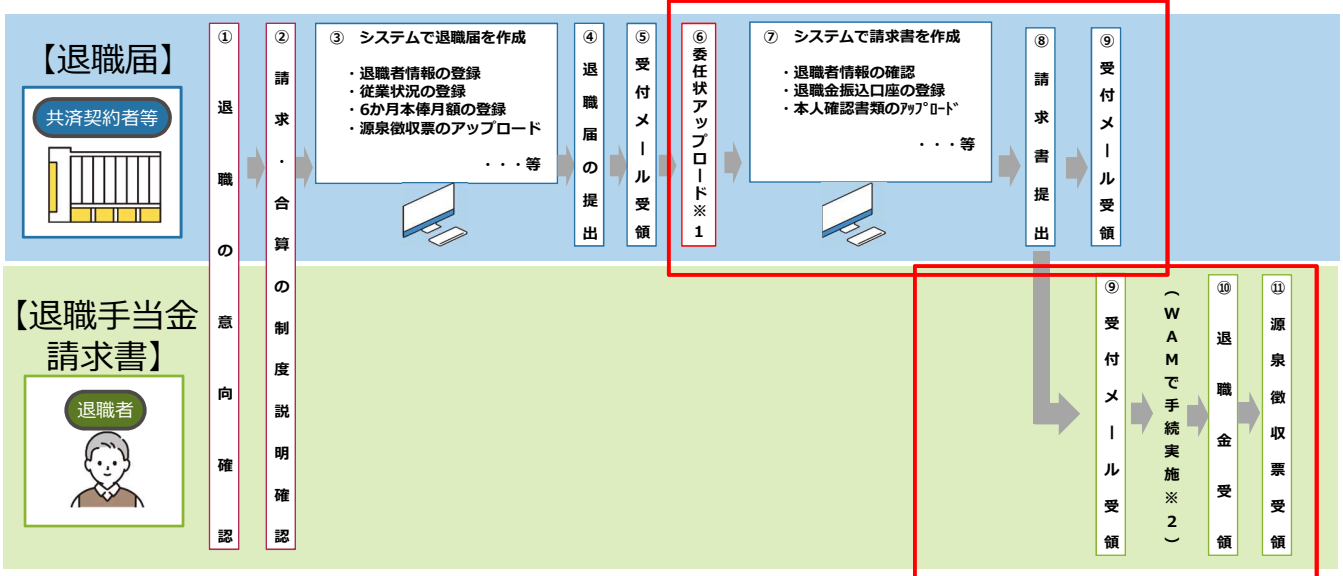 【退職届】
共済契約者等
① 退職の意向確認
② 請求・合算の制度説明確認
③ システムで退職届を作成
・退職者情報の登録
・従業状況の登録
・6か月本俸月額の登録
・源泉徴収票のアップロード
・・・等
④ 退職届の提出
⑤ 受付メール受領
⑥ 委任状アップロード※1
⑦ システムで請求書を作成
・退職者情報の確認
・退職金振込口座の登録
・本人確認書類のｱｯﾌﾟﾛｰﾄﾞ
・・・等
⑧ 請求書提出
⑨ 受付メール受領
【退職手当金
請求書】
退職者
⑨ 受付メール受領
(WAMで手続実施※2)
⑩ 退職金受領
⑪ 源泉徴収票受領